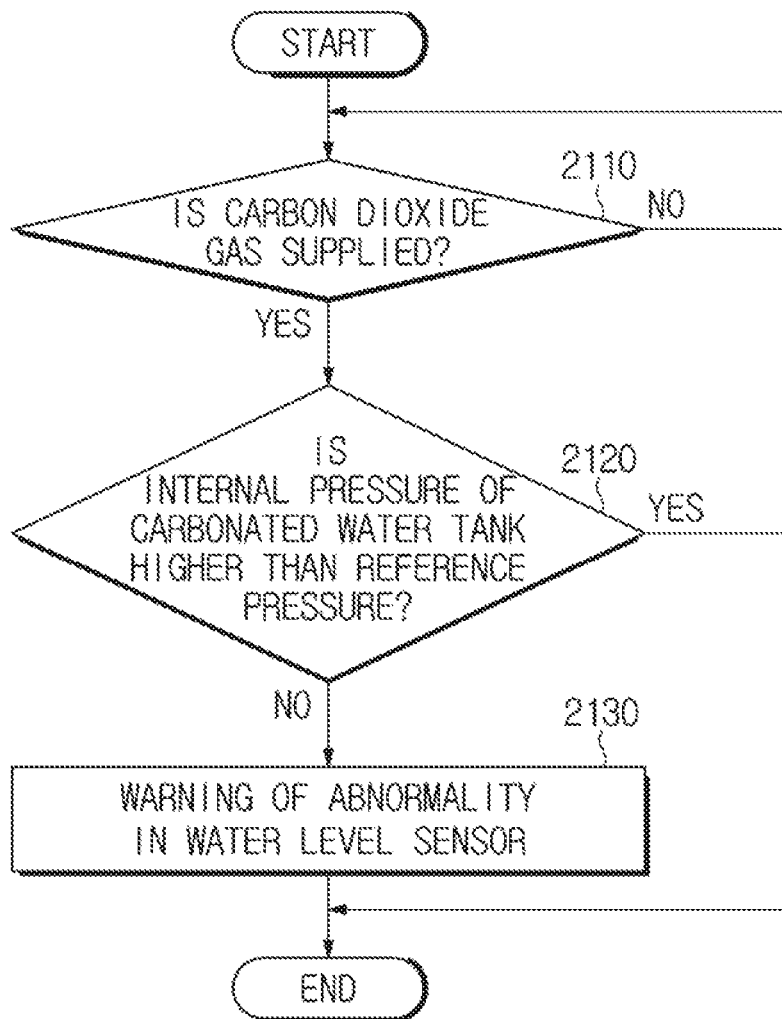 START
2110
IS CARBON DIOXIDE
GAS SUPPLIED?
NO
YES
2120
IS
INTERNAL PRESSURE OF
CARBONATED WATER TANK
HIGHER THAN REFERENCE
PRESSURE?
YES
NO
2130
WARNING OF ABNORMALITY
IN WATER LEVEL SENSOR
END